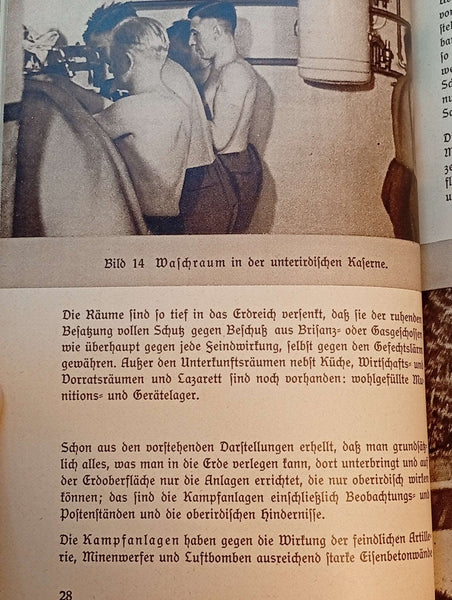 Bild 14 Waschraum in der unterirdischen Kaserne.
Die Räume sind so tief in das Erdreich versenkt, daß sie der ruhenden
Besatzung vollen Schutz gegen Beschuß aus Brisanz- oder Gasgeschossen
wie überhaupt gegen jede Feindwirkung, selbst gegen den Gefechtslärm
gewähren. Außer den Unterkunftsräumen nebst Küche, Wirtschafts- und
Vorratsräumen und Lazarett sind noch vorhanden: wohlgefüllte Mu-
nitions- und Gerätelager.
Schon aus den vorstehenden Darstellungen erhellt, daß man grundsätz-
lich alles, was man in die Erde verlegen kann, dort unterbringt und auf
der Erdoberfläche nur die Anlagen errichtet, die nur oberirdisch wirken
können; das sind die Kampfanlagen einschließlich Beobachtungs- und
Postenständen und die oberirdischen Hindernisse.
Die Kampfanlagen haben gegen die Wirkung der feindlichen Artille-
rie, Minenwerfer und Luftbomben ausreichend starke Eisenbetonwände
28